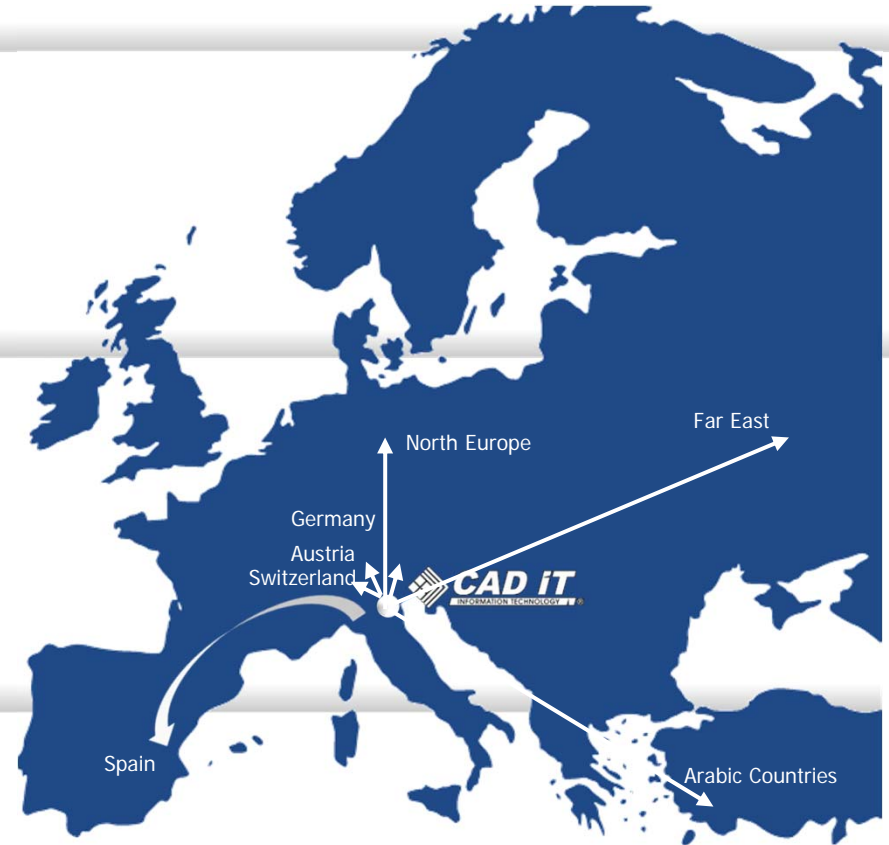 Far East
North Europe
Germany
Austria
Switzerland
CAD iT
INFORMATION TECHNOLOGY ®
Spain
Arabic Countries